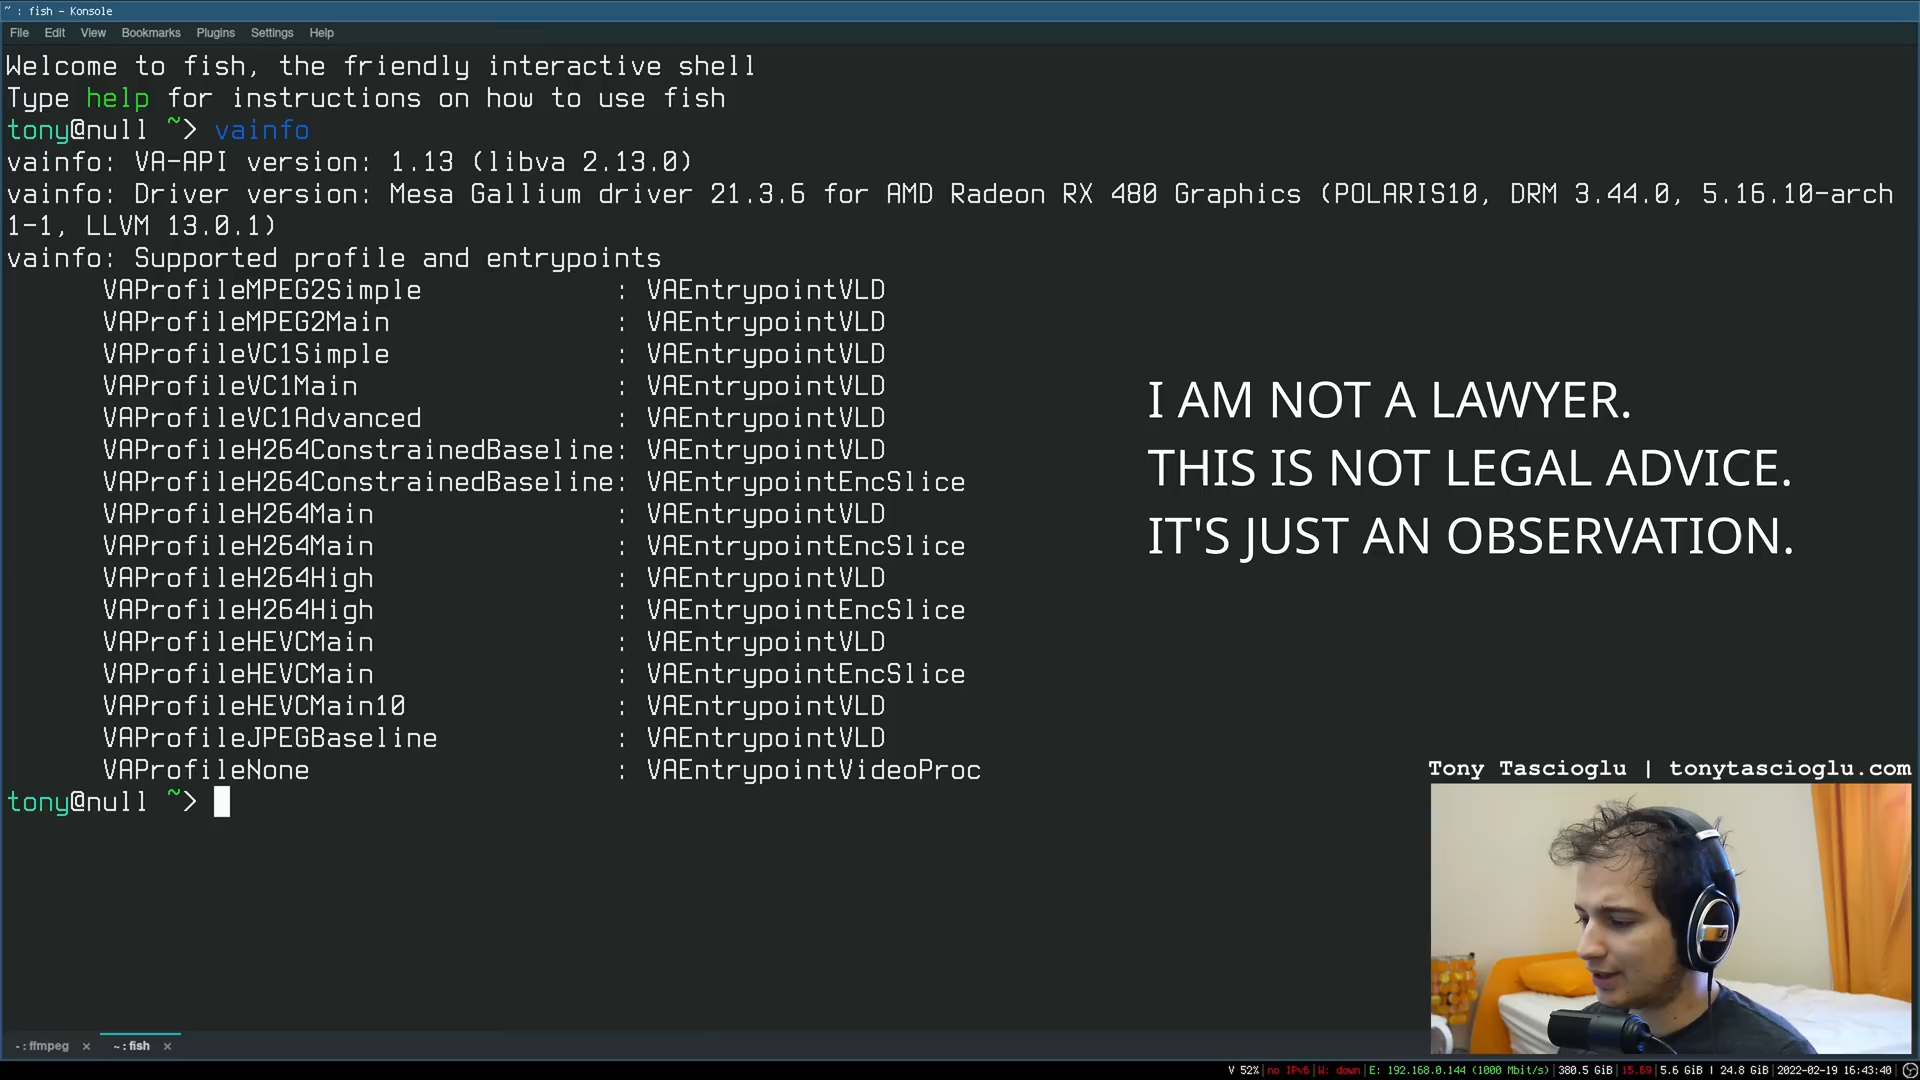 ~ : fish – Konsole
File Edit View Bookmarks Plugins Settings Help
Welcome to fish, the friendly interactive shell
Type help for instructions on how to use fish
tony@null ~> vainfo
vainfo: VA-API version: 1.13 (libva 2.13.0)
vainfo: Driver version: Mesa Gallium driver 21.3.6 for AMD Radeon RX 480 Graphics (POLARIS10, DRM 3.44.0, 5.16.10-arch
1-1, LLVM 13.0.1)
vainfo: Supported profile and entrypoints
VAProfileMPEG2Simple : VAEntrypointVLD
VAProfileMPEG2Main : VAEntrypointVLD
VAProfileVC1Simple : VAEntrypointVLD
VAProfileVC1Main : VAEntrypointVLD
VAProfileVC1Advanced : VAEntrypointVLD
VAProfileH264ConstrainedBaseline: VAEntrypointVLD
VAProfileH264ConstrainedBaseline: VAEntrypointEncSlice
VAProfileH264Main : VAEntrypointVLD
VAProfileH264Main : VAEntrypointEncSlice
VAProfileH264High : VAEntrypointVLD
VAProfileH264High : VAEntrypointEncSlice
VAProfileHEVCMain : VAEntrypointVLD
VAProfileHEVCMain : VAEntrypointEncSlice
VAProfileHEVCMain10 : VAEntrypointVLD
VAProfileJPEGBaseline : VAEntrypointVLD
VAProfileNone : VAEntrypointVideoProc
tony@null ~>
I AM NOT A LAWYER.
THIS IS NOT LEGAL ADVICE.
IT'S JUST AN OBSERVATION.
Tony Tascioglu | tonytascioglu.com
~ : ffmpeg × ~ : fish ×
V 52%|no IPv6|W: down|E: 192.168.0.144 (1000 Mbit/s)|380.5 GiB|15.69|5.6 GiB | 24.8 GiB|2022-02-19 16:43:40